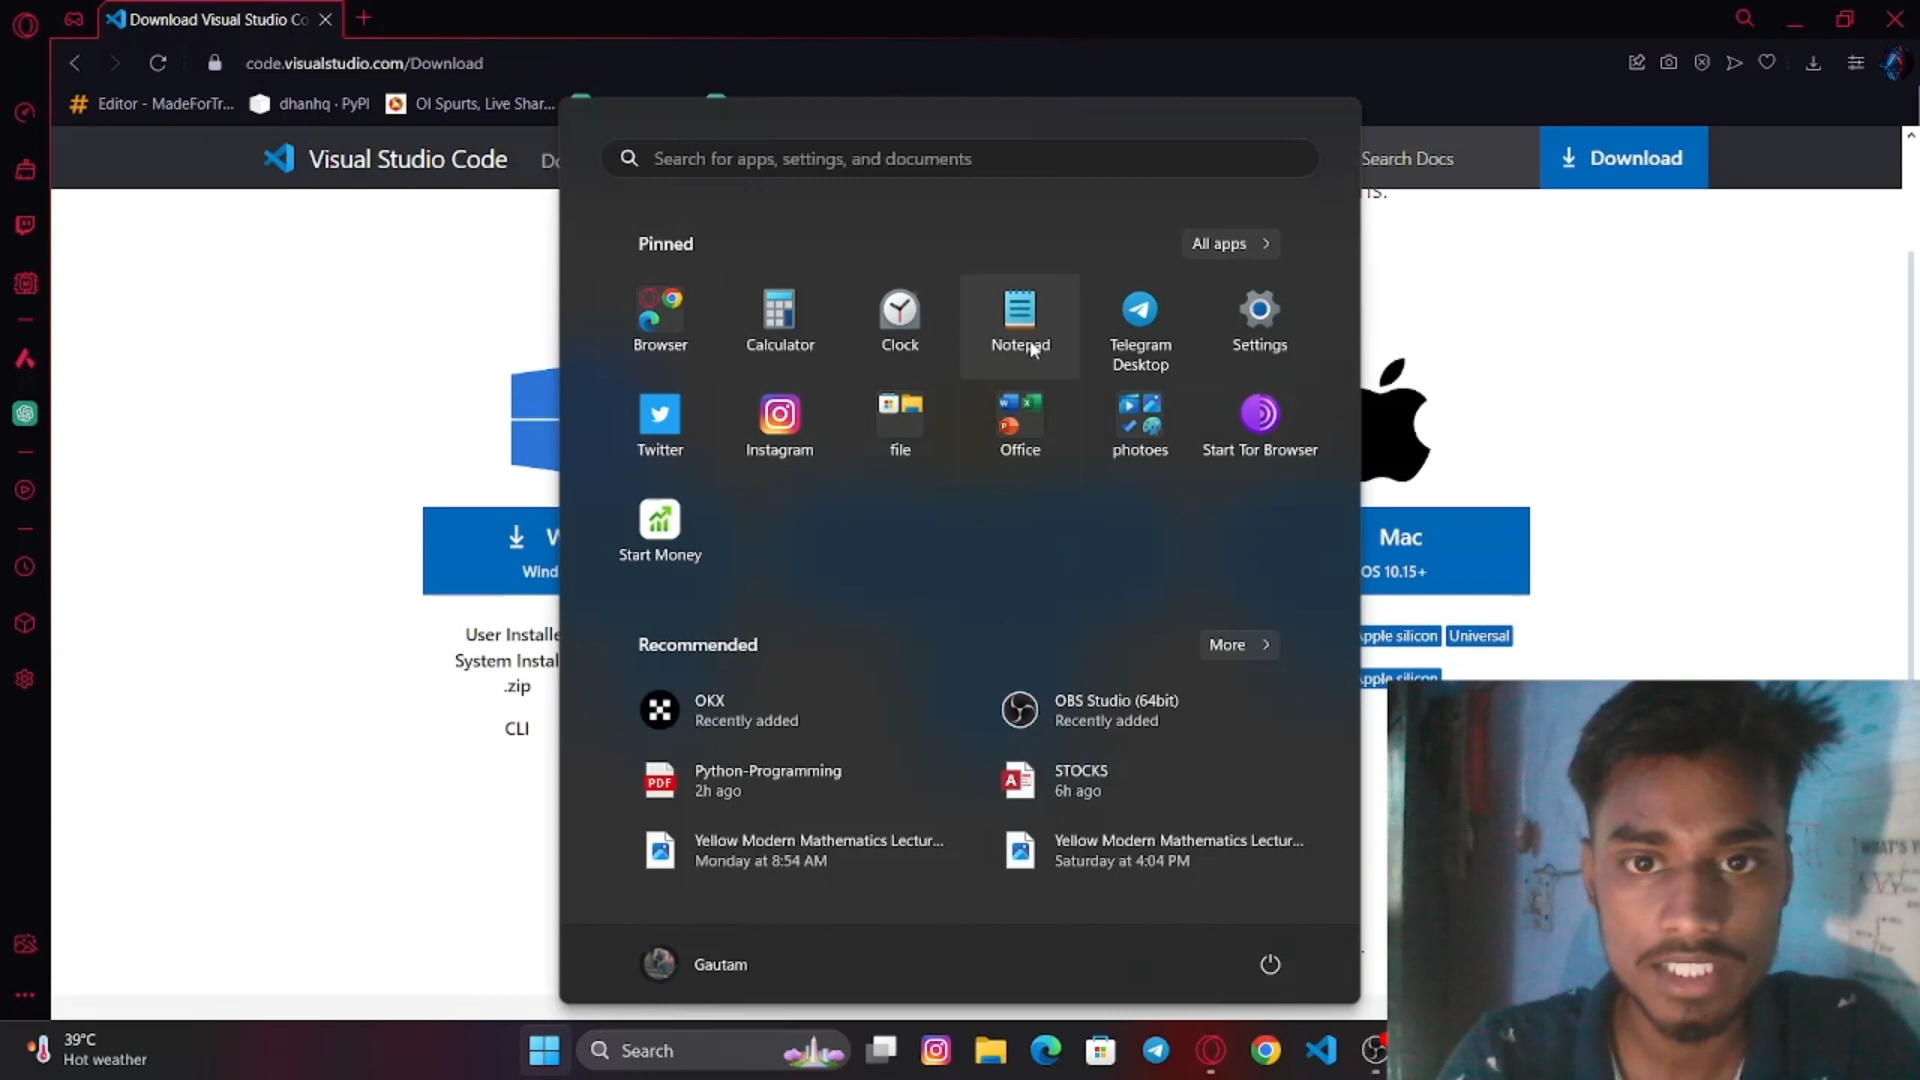 Download Visual Studio Co
code.visualstudio.com/Download
Editor - MadeForTr...
dhanhq · PyPI
OI Spurts, Live Shar...
Visual Studio Code
Search Docs
Download
Search for apps, settings, and documents
Pinned
All apps
Browser
Calculator
Clock
Notepad
Telegram
Desktop
Settings
Twitter
Instagram
file
Office
photoes
Start Tor Browser
Start Money
Mac
OS 10.15+
User Installe
System Instal
.zip
CLI
Apple silicon
Universal
Apple silicon
Recommended
More
OKX
Recently added
OBS Studio (64bit)
Recently added
Python-Programming
2h ago
STOCKS
6h ago
Yellow Modern Mathematics Lectur...
Monday at 8:54 AM
Yellow Modern Mathematics Lectur...
Saturday at 4:04 PM
Gautam
39°C
Hot weather
Search
WHAT'S Y